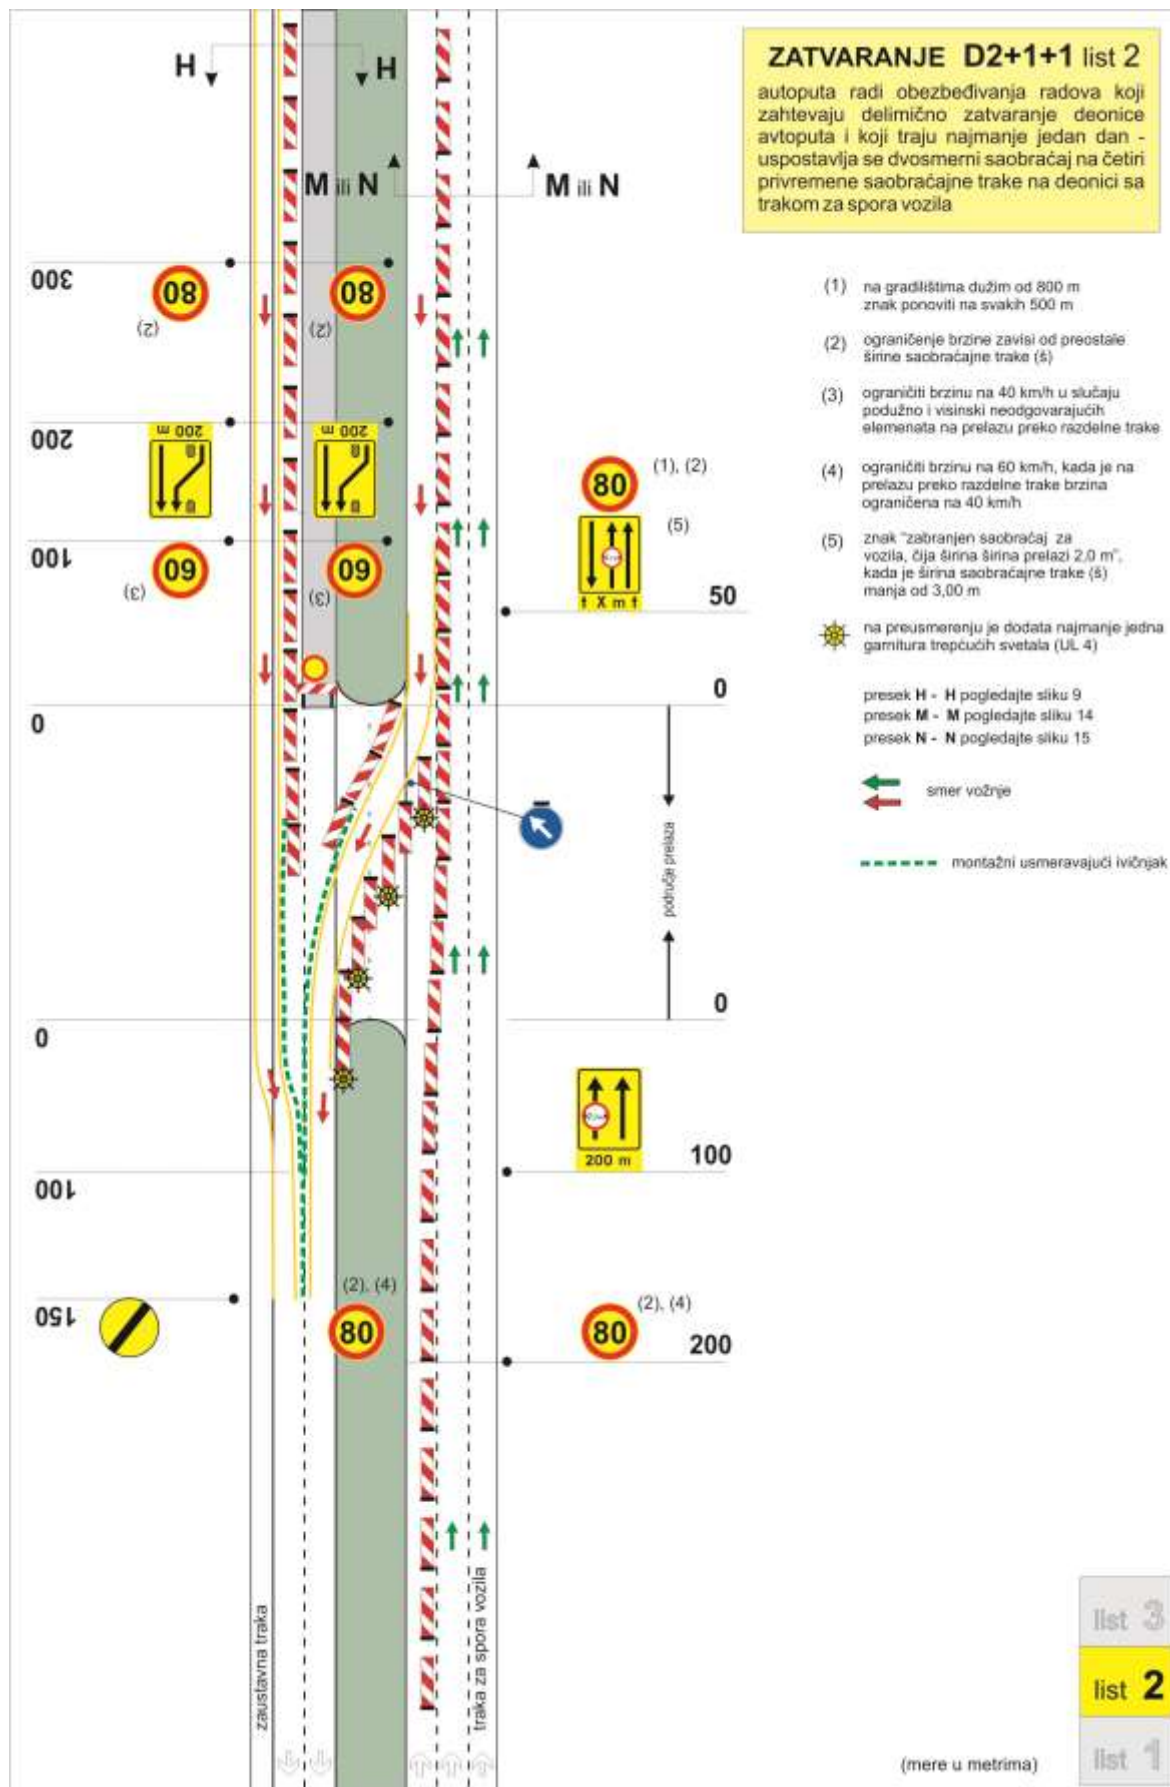 ZATVARANJE D2+1+1 list 2
autoputa radi obezbeđivanja radova koji
zahtevaju delimično zatvaranje deonice
avtoputa i koji traju najmanje jedan dan -
uspostavlja se dvosmerni saobraćaj na četiri
privremene saobraćajne trake na deonici sa
trakom za spora vozila
H H
M ili N M ili N
300
80 80
(2) (2)
(1) na gradilištima dužim od 800 m
znak ponoviti na svakih 500 m
(2) ograničenje brzine zavisi od preostale
širine saobraćajne trake (š)
(3) ograničiti brzinu na 40 km/h u slučaju
podužno i visinski neodgovarajućih
elemenata na prelazu preko razdelne trake
(4) ograničiti brzinu na 60 km/h, kada je na
prelazu preko razdelne trake brzina
ograničena na 40 km/h
(5) znak "zabranjen saobraćaj za
vozila, čija širina širina prelazi 2,0 m",
kada je širina saobraćajne trake (š)
manja od 3,00 m
na preusmerenju je dodata najmanje jedna
garnitura trepćućih svetala (UL 4)
presek H - H pogledajte sliku 9
presek M - M pogledajte sliku 14
presek N - N pogledajte sliku 15
smer vožnje
montažni usmeravajući ivičnjak
200
200 m 200 m
80 (1), (2)
(5)
X m
100
60 60
(3) (3)
50
0
0
područje prelaza
0
0
200 m
100
100
150
(2), (4)
80
80 (2), (4)
200
zaustavna traka
traka za spora vozila
list 3
list 2
list 1
(mere u metrima)